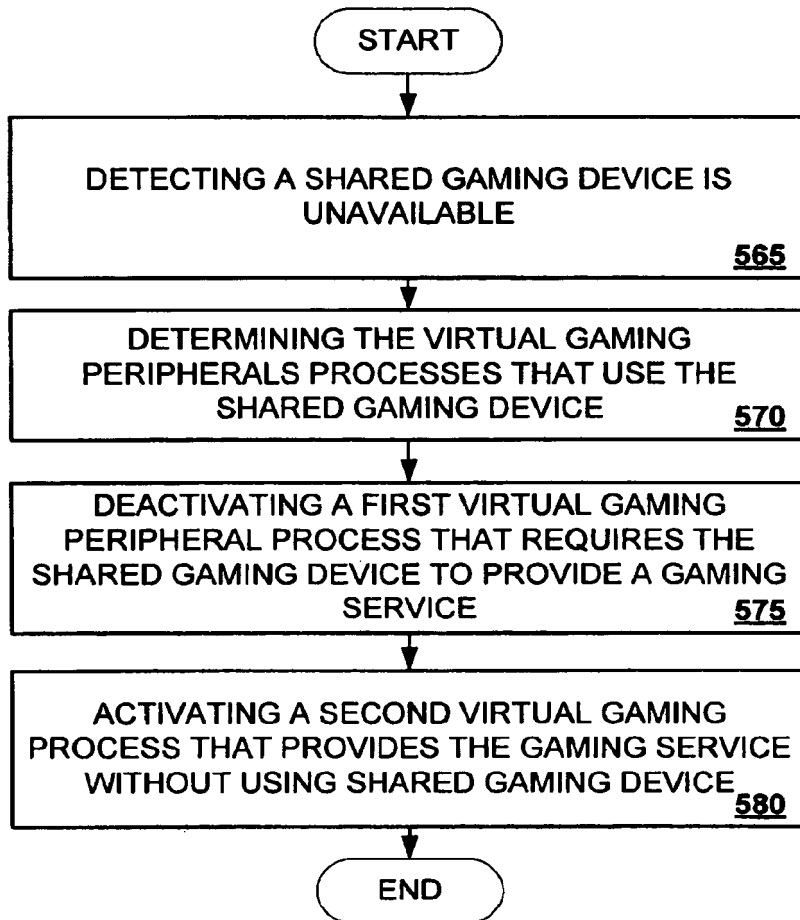 START
DETECTING A SHARED GAMING DEVICE IS
UNAVAILABLE
565
DETERMINING THE VIRTUAL GAMING
PERIPHERALS PROCESSES THAT USE THE
SHARED GAMING DEVICE
570
DEACTIVATING A FIRST VIRTUAL GAMING
PERIPHERAL PROCESS THAT REQUIRES THE
SHARED GAMING DEVICE TO PROVIDE A GAMING
SERVICE
575
ACTIVATING A SECOND VIRTUAL GAMING
PROCESS THAT PROVIDES THE GAMING SERVICE
WITHOUT USING SHARED GAMING DEVICE
580
END